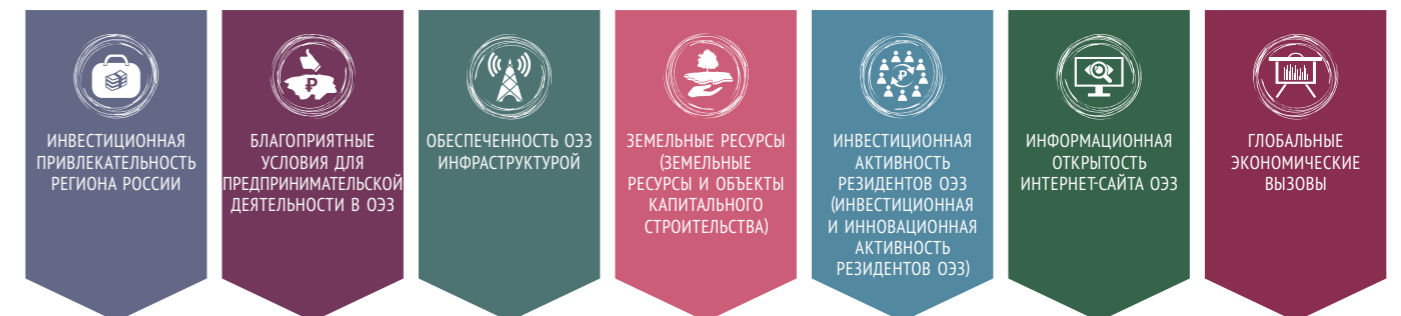 ИНВЕСТИЦИОННАЯ
ПРИВЛЕКАТЕЛЬНОСТЬ
РЕГИОНА РОССИИ
БЛАГОПРИЯТНЫЕ
УСЛОВИЯ ДЛЯ
ПРЕДПРИНИМАТЕЛЬСКОЙ
ДЕЯТЕЛЬНОСТИ В ОЭЗ
ОБЕСПЕЧЕННОСТЬ ОЭЗ
ИНФРАСТРУКТУРОЙ
ЗЕМЕЛЬНЫЕ РЕСУРСЫ
(ЗЕМЕЛЬНЫЕ
РЕСУРСЫ И ОБЪЕКТЫ
КАПИТАЛЬНОГО
СТРОИТЕЛЬСТВА)
ИНВЕСТИЦИОННАЯ
АКТИВНОСТЬ
РЕЗИДЕНТОВ ОЭЗ
(ИНВЕСТИЦИОННАЯ
И ИННОВАЦИОННАЯ
АКТИВНОСТЬ
РЕЗИДЕНТОВ ОЭЗ)
ИНФОРМАЦИОННАЯ
ОТКРЫТОСТЬ
ИНТЕРНЕТ-САЙТА ОЭЗ
ГЛОБАЛЬНЫЕ
ЭКОНОМИЧЕСКИЕ
ВЫЗОВЫ